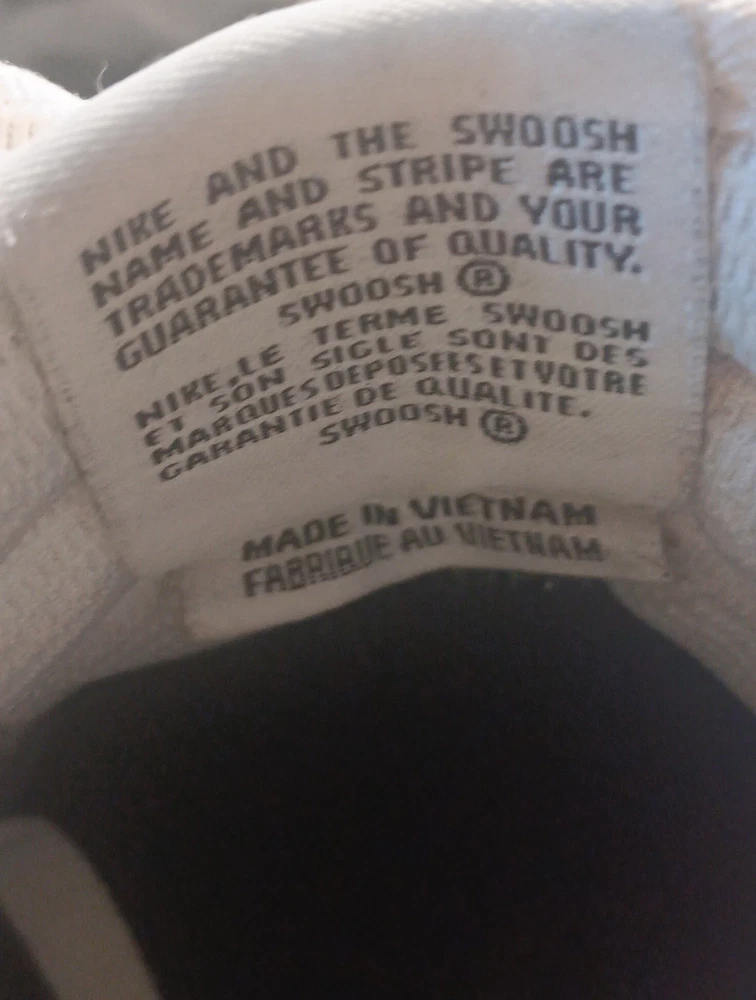 NIKE AND THE SWOOSH
NAME AND STRIPE ARE
TRADEMARKS AND YOUR
GUARANTEE OF QUALITY.
SWOOSH ®
NIKE, LE TERME SWOOSH
ET SON SIGLE SONT DES
MARQUES DEPOSEES ET VOTRE
GARANTIE DE QUALITE.
SWOOSH ®
MADE IN VIETNAM
FABRIQUE AU VIETNAM